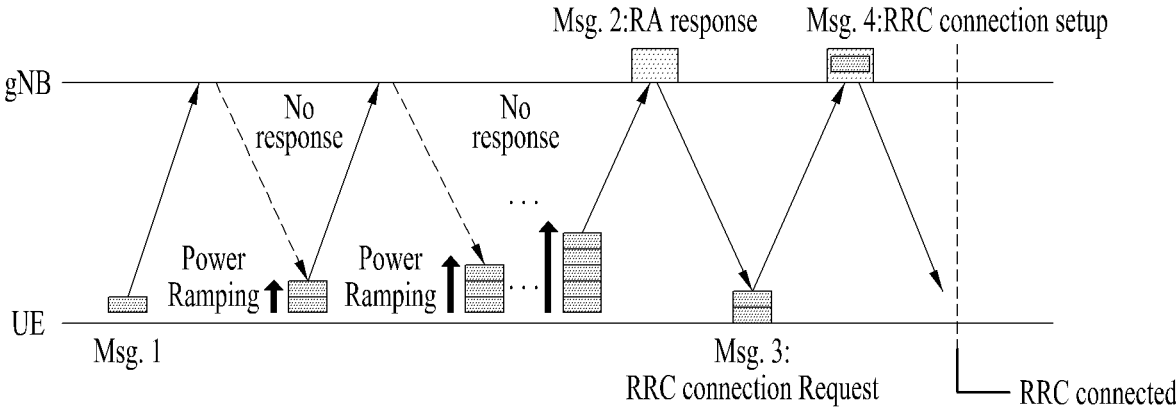 Msg. 2:RA response
Msg. 4:RRC connection setup
gNB
No
response
No
response
. . .
Power
Ramping
Power
Ramping
. . .
UE
Msg. 1
Msg. 3:
RRC connection Request
RRC connected